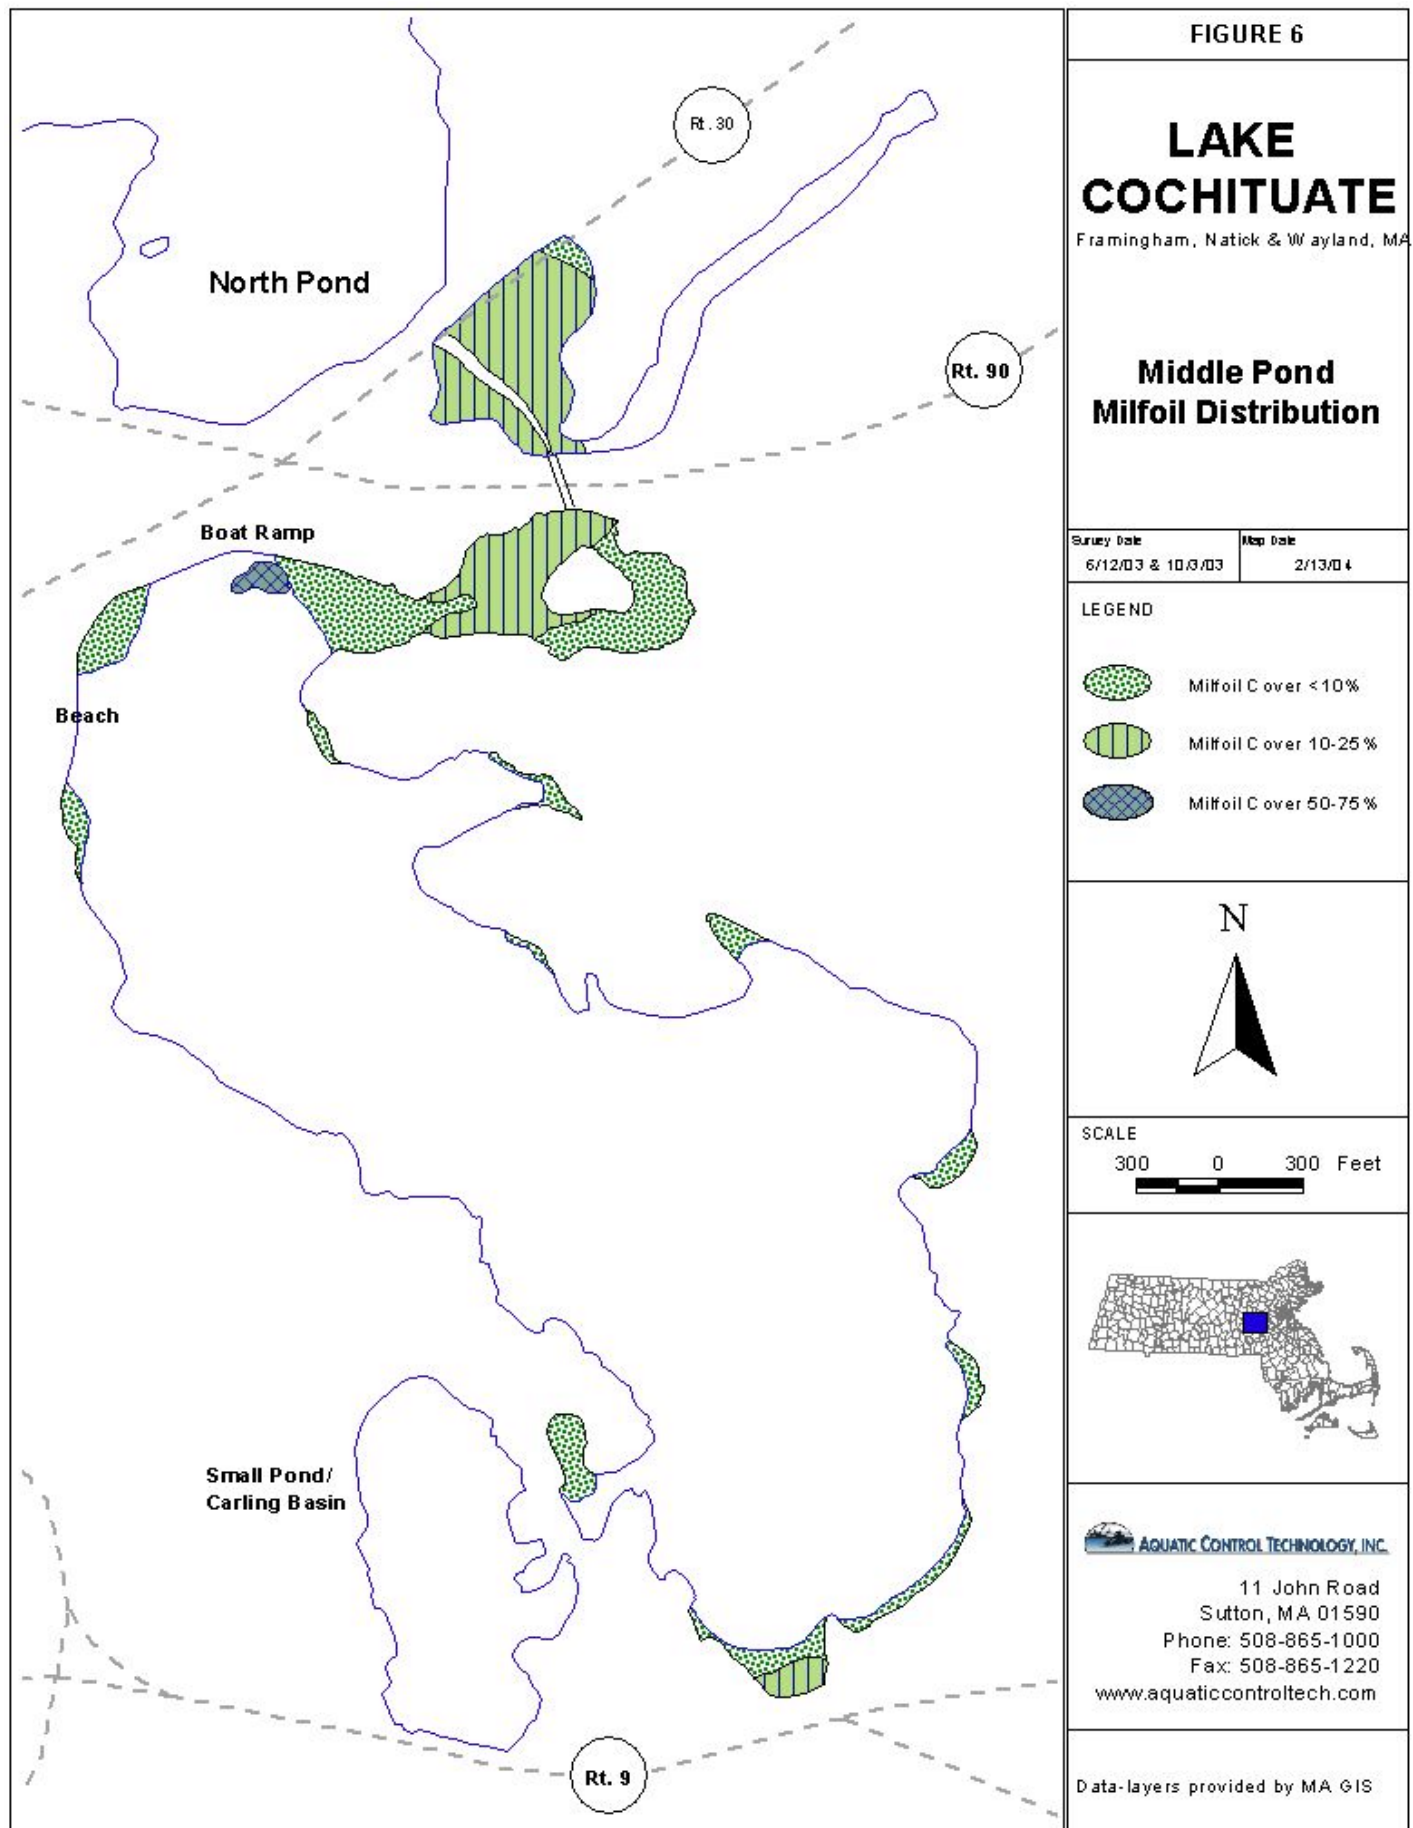 FIGURE 6
LAKE
COCHITUATE
Framingham, Natick & Wayland, MA
Middle Pond
Milfoil Distribution
Survey Date
6/12/03 & 10/3/03
Map Date
2/13/04
LEGEND
Milfoil Cover <10%
Milfoil Cover 10-25%
Milfoil Cover 50-75%
N
SCALE
300 0 300 Feet
AQUATIC CONTROL TECHNOLOGY, INC.
11 John Road
Sutton, MA 01590
Phone: 508-865-1000
Fax: 508-865-1220
www.aquaticcontroltech.com
Data-layers provided by MA GIS
Rt. 30
North Pond
Rt. 90
Boat Ramp
Beach
Small Pond/
Carling Basin
Rt. 9